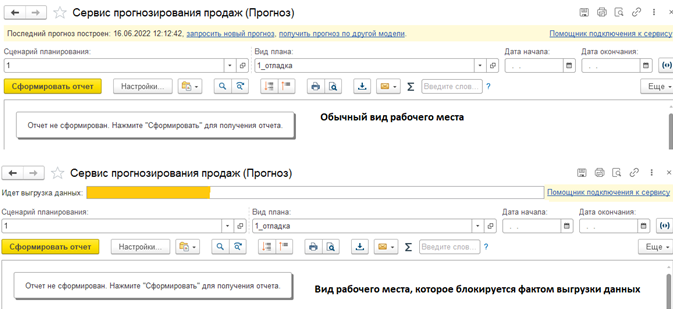 Сервис прогнозирования продаж (Прогноз)
Последний прогноз построен: 16.06.2022 12:12:42, запросить новый прогноз, получить прогноз по другой модели. Помощник подключения к сервису
Сценарий планирования: Вид плана: Дата начала: Дата окончания:
1 1_отладка . . . .
Сформировать отчет Настройки... Σ Введите слов... ? Еще
Отчет не сформирован. Нажмите "Сформировать" для получения отчета.
Обычный вид рабочего места
Сервис прогнозирования продаж (Прогноз)
Идет выгрузка данных: Помощник подключения к сервису
Сценарий планирования: Вид плана: Дата начала: Дата окончания:
1 1_отладка . . . .
Сформировать отчет Настройки... Σ Введите слов... ? Еще
Отчет не сформирован. Нажмите "Сформировать" для получения отчета.
Вид рабочего места, которое блокируется фактом выгрузки данных